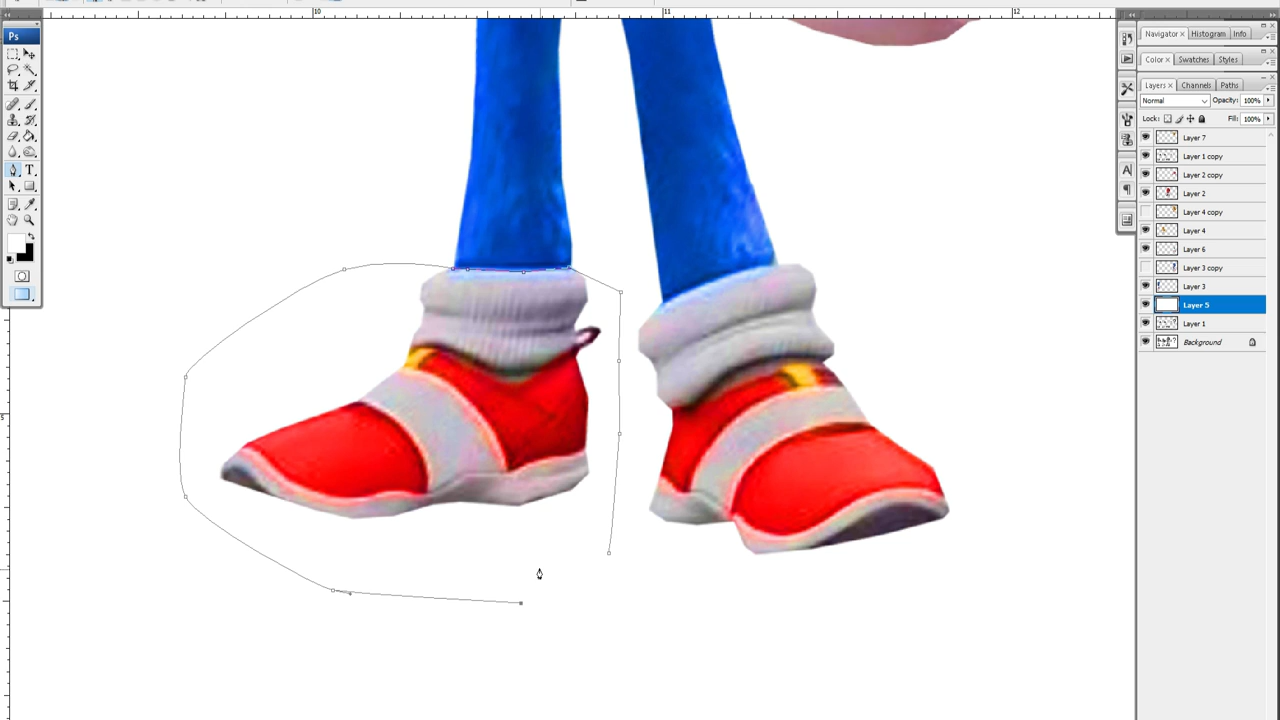 10
11
12
5
Ps
T
Navigator × Histogram Info
Color × Swatches Styles
Layers × Channels Paths
Normal Opacity: 100%
Lock: Fill: 100%
A
Layer 7
Layer 1 copy
Layer 2 copy
Layer 2
Layer 4 copy
Layer 4
Layer 6
Layer 3 copy
Layer 3
Layer 5
Layer 1
Background